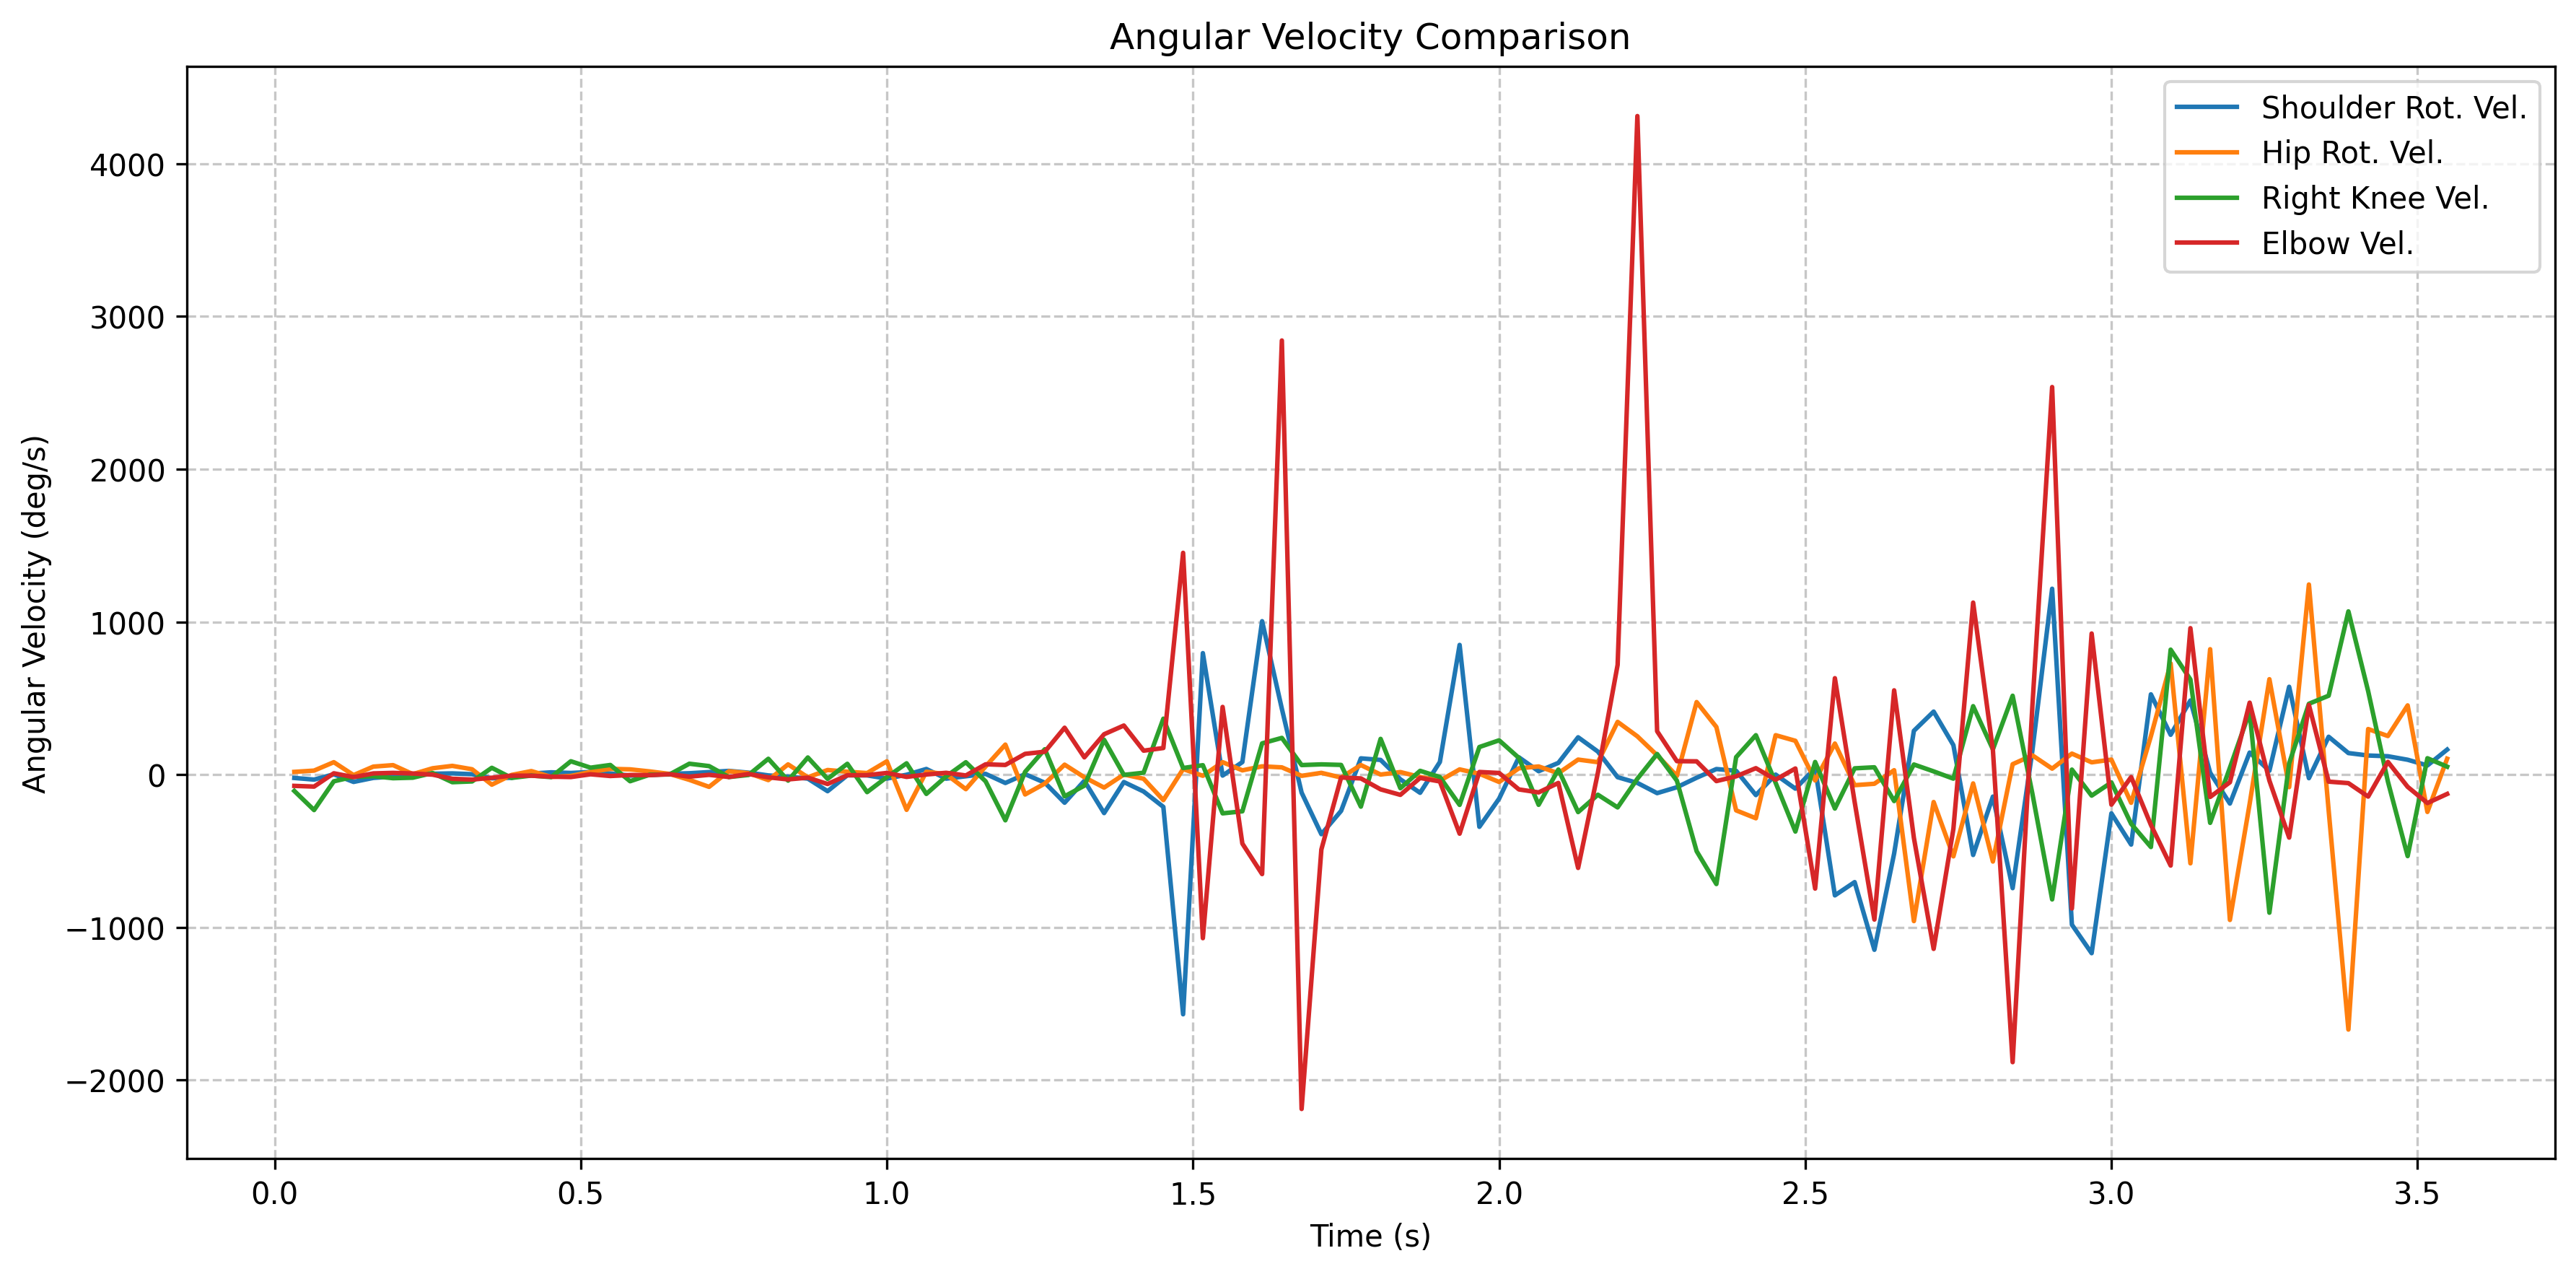 Angular Velocity Comparison
Shoulder Rot. Vel.
Hip Rot. Vel.
Right Knee Vel.
Elbow Vel.
Angular Velocity (deg/s)
4000
3000
2000
1000
0
−1000
−2000
0.0 0.5 1.0 1.5 2.0 2.5 3.0 3.5
Time (s)